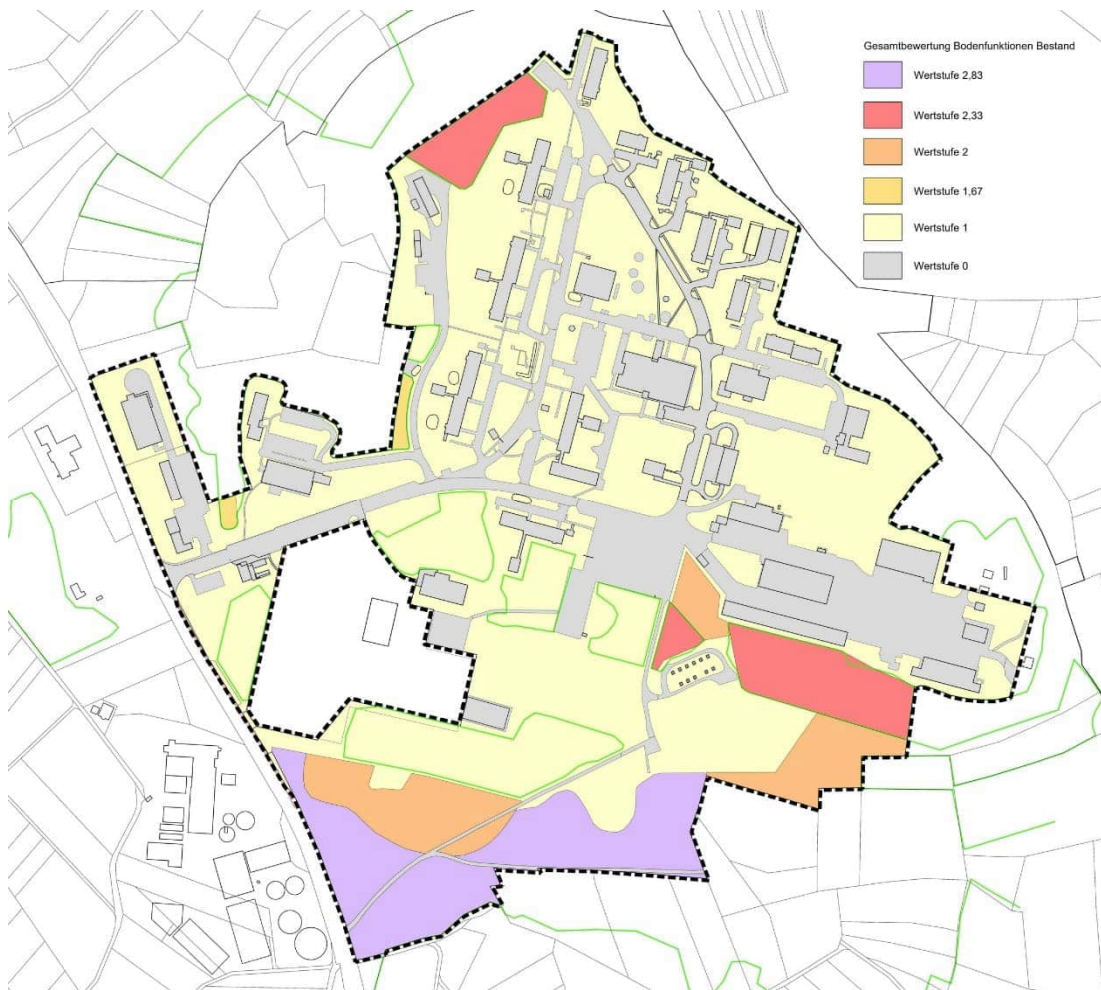 Gesamtbewertung Bodenfunktionen Bestand
Wertstufe 2,83
Wertstufe 2,33
Wertstufe 2
Wertstufe 1,67
Wertstufe 1
Wertstufe 0